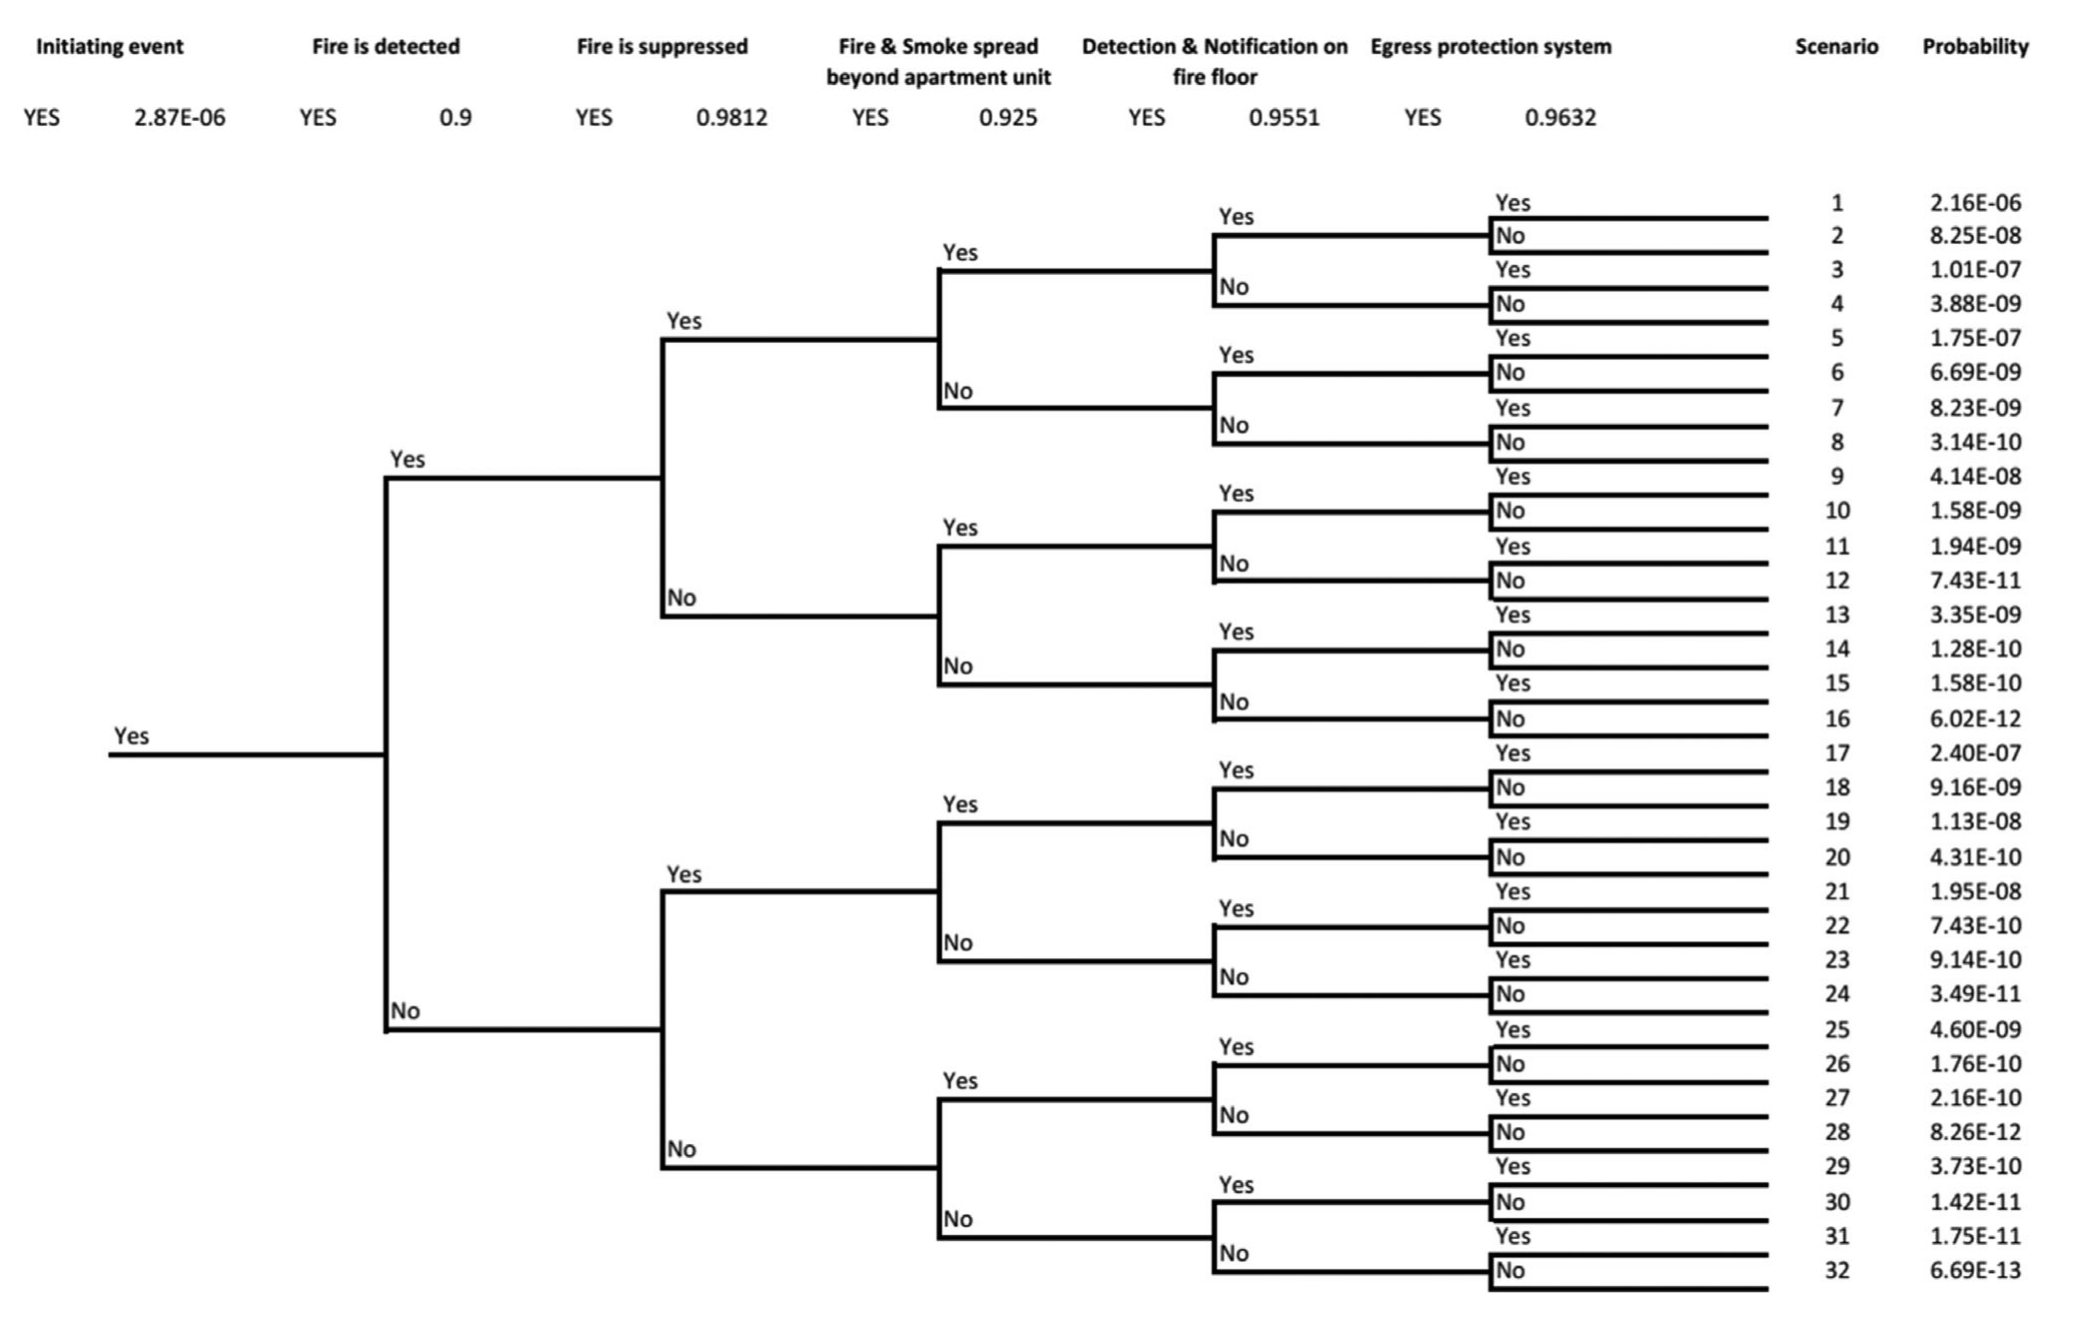 Initiating event Fire is detected Fire is suppressed Fire & Smoke spread Detection & Notification on Egress protection system Scenario Probability
beyond apartment unit fire floor
YES 2.87E-06 YES 0.9 YES 0.9812 YES 0.925 YES 0.9551 YES 0.9632
Yes 1 2.16E-06
Yes
No 2 8.25E-08
Yes
Yes 3 1.01E-07
No
No 4 3.88E-09
Yes
Yes 5 1.75E-07
Yes
No 6 6.69E-09
No
Yes 7 8.23E-09
No
No 8 3.14E-10
Yes
Yes 9 4.14E-08
Yes
No 10 1.58E-09
Yes
Yes 11 1.94E-09
No
No 12 7.43E-11
No
Yes 13 3.35E-09
Yes
No 14 1.28E-10
No
Yes 15 1.58E-10
No
No 16 6.02E-12
Yes
Yes 17 2.40E-07
Yes
No 18 9.16E-09
Yes
Yes 19 1.13E-08
No
No 20 4.31E-10
Yes
Yes 21 1.95E-08
Yes
No 22 7.43E-10
No
Yes 23 9.14E-10
No
No 24 3.49E-11
No
Yes 25 4.60E-09
Yes
No 26 1.76E-10
Yes
Yes 27 2.16E-10
No
No 28 8.26E-12
No
Yes 29 3.73E-10
Yes
No 30 1.42E-11
No
Yes 31 1.75E-11
No
No 32 6.69E-13